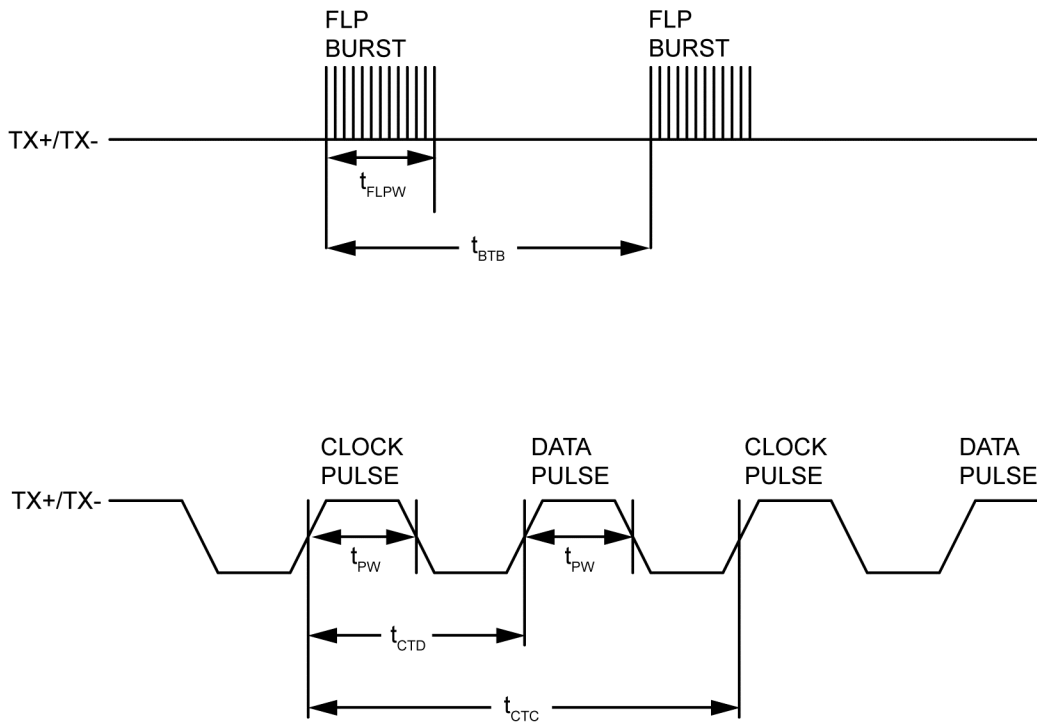 FLP FLP
BURST BURST
TX+/TX-
tFLPW
tBTB
CLOCK DATA CLOCK DATA
PULSE PULSE PULSE PULSE
TX+/TX-
tPW tPW
tCTD
tCTC